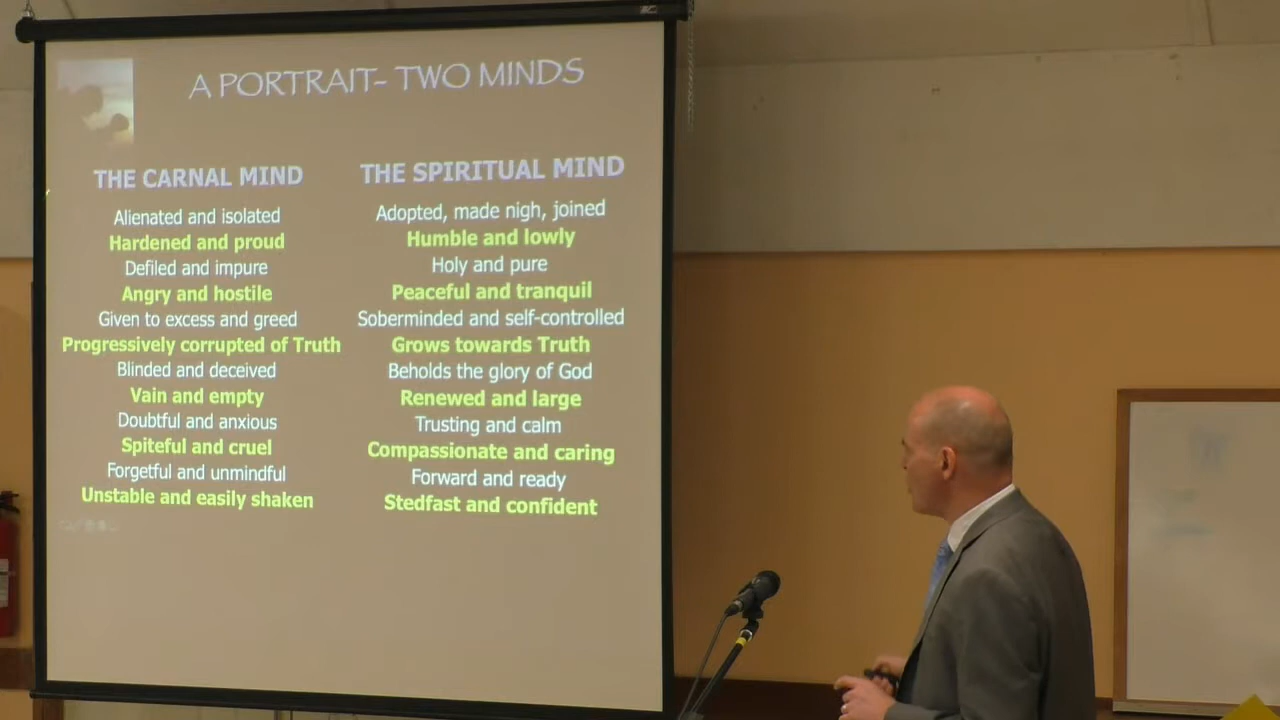 A PORTRAIT- TWO MINDS
THE CARNAL MIND
Alienated and isolated
Hardened and proud
Defiled and impure
Angry and hostile
Given to excess and greed
Progressively corrupted of Truth
Blinded and deceived
Vain and empty
Doubtful and anxious
Spiteful and cruel
Forgetful and unmindful
Unstable and easily shaken
THE SPIRITUAL MIND
Adopted, made nigh, joined
Humble and lowly
Holy and pure
Peaceful and tranquil
Soberminded and self-controlled
Grows towards Truth
Beholds the glory of God
Renewed and large
Trusting and calm
Compassionate and caring
Forward and ready
Stedfast and confident